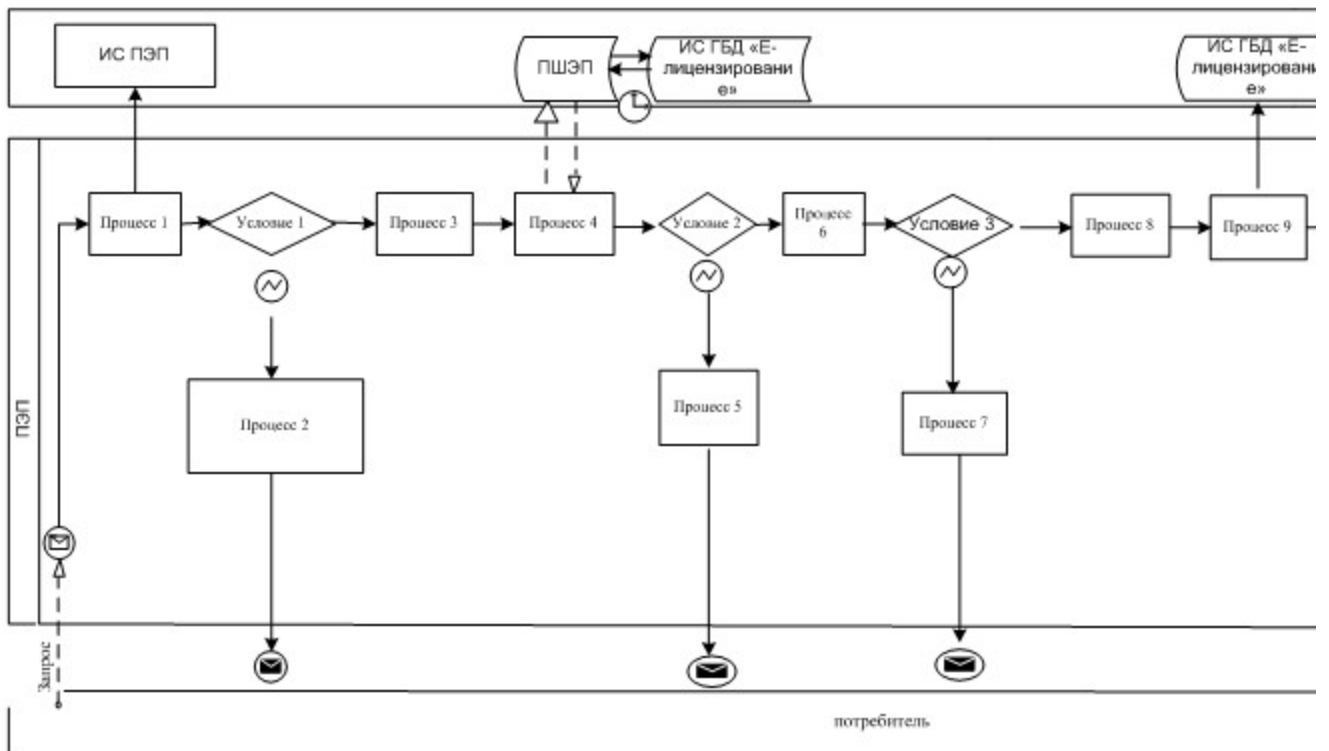 ИС ПЭП
ПШЭП
ИС ГБД «Е-
лицензировани
е»
ИС ГБД «Е-
лицензировани
е»
Процесс 1
Условие 1
Процесс 3
Процесс 4
Условие 2
Процесс
6
Условие 3
Процесс 8
Процесс 9
Процесс 2
Процесс 5
Процесс 7
ПЭП
Запрос
потребитель